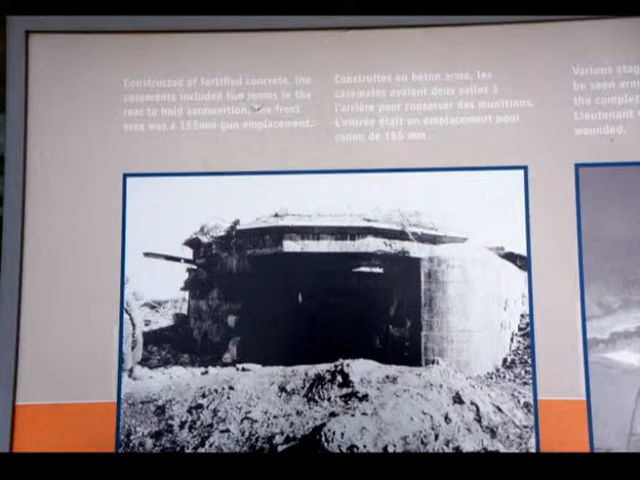 Constructed of fortified concrete, the
casements included two rooms in the
rear to hold ammunition. The front
area was a 155mm gun emplacement.
Construites en béton armé, les
casemates avaient deux salles à
l'arrière pour conserver des munitions.
L'entrée était un emplacement pour
canon de 155 mm.
Various stag
be seen arou
the complet
Lieutenant
wounded.